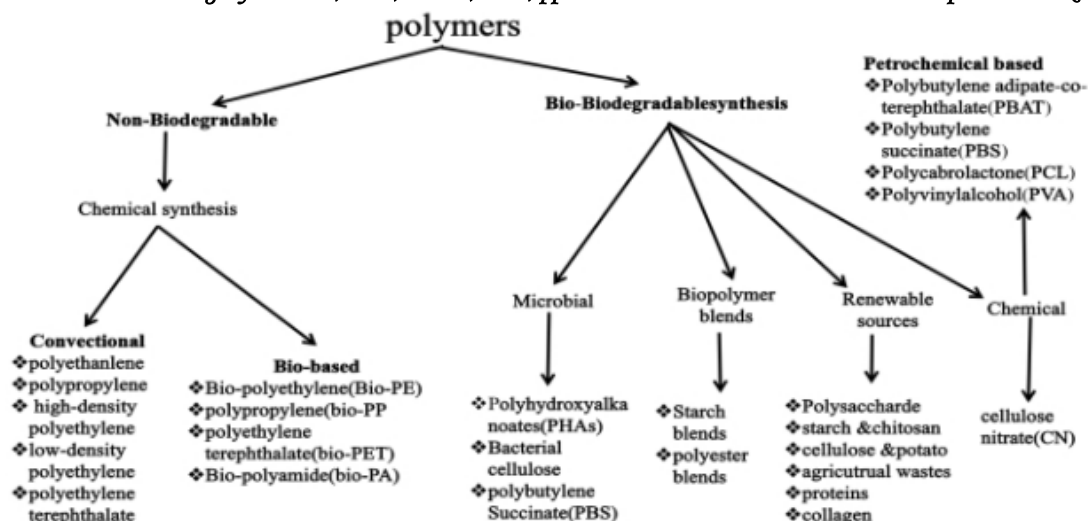 polymers
Non-Biodegradable
Chemical synthesis
Convectional
❖polyethanlene
❖polypropylene
❖ high-density
polyethylene
❖low-density
polyethylene
❖polyethylene
terephthalate
Bio-based
❖Bio-polyethylene(Bio-PE)
❖polypropylene(bio-PP
❖polyethylene
terephthalate(bio-PET)
❖Bio-polyamide(bio-PA)
Bio-Biodegradablesynthesis
Microbial
❖Polyhydroxyalka
noates(PHAs)
❖Bacterial
cellulose
❖polybutylene
Succinate(PBS)
Biopolymer
blends
❖Starch
blends
❖polyester
blends
Renewable
sources
❖Polysaccharde
❖starch &chitosan
❖cellulose &potato
❖agricutrual wastes
❖proteins
❖collagen
Chemical
Petrochemical based
❖Polybutylene adipate-co-
terephthalate(PBAT)
❖Polybutylene
succinate(PBS)
❖Polycabrolactone(PCL)
❖Polyvinylalcohol(PVA)
cellulose
nitrate(CN)